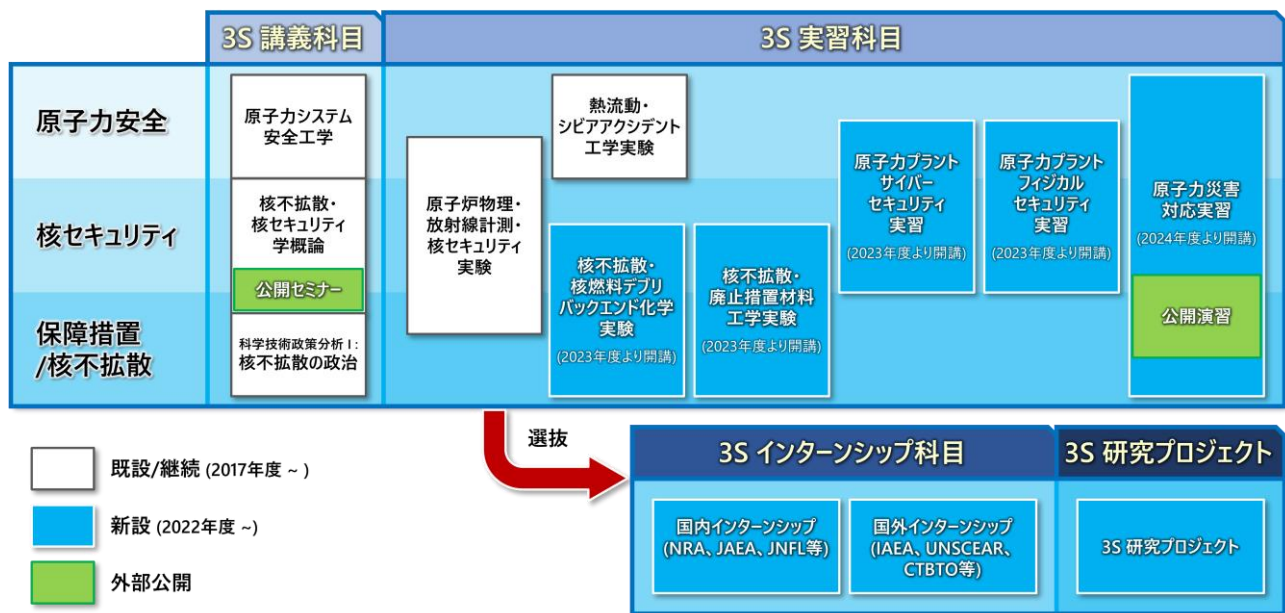 3S 講義科目
3S 実習科目
原子力安全
核セキュリティ
保障措置
/核不拡散
原子力システム
安全工学
核不拡散・
核セキュリティ
学概論
公開セミナー
科学技術政策分析 I:
核不拡散の政治
原子炉物理・
放射線計測・
核セキュリティ
実験
熱流動・
シビアアクシデント
工学実験
核不拡散・
核燃料デブリ
バックエンド化学
実験
(2023年度より開講)
核不拡散・
廃止措置材料
工学実験
(2023年度より開講)
原子力プラント
サイバー
セキュリティ
実習
(2023年度より開講)
原子力プラント
フィジカル
セキュリティ
実習
(2023年度より開講)
原子力災害
対応実習
(2024年度より開講)
公開演習
選抜
既設/継続 (2017年度 ~ )
新設 (2022年度 ~)
外部公開
3S インターンシップ科目
3S 研究プロジェクト
国内インターンシップ
(NRA、JAEA、JNFL等)
国外インターンシップ
(IAEA、UNSCEAR、
CTBTO等)
3S 研究プロジェクト